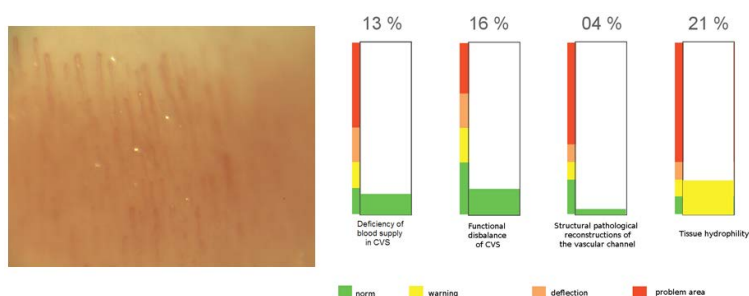 13 %
16 %
04 %
21 %
Deficiency of
blood supply
in CVS
Functional
disbalance
of CVS
Structural pathological
reconstructions of
the vascular channel
Tissue hydrophility
norm
warning
deflection
problem area